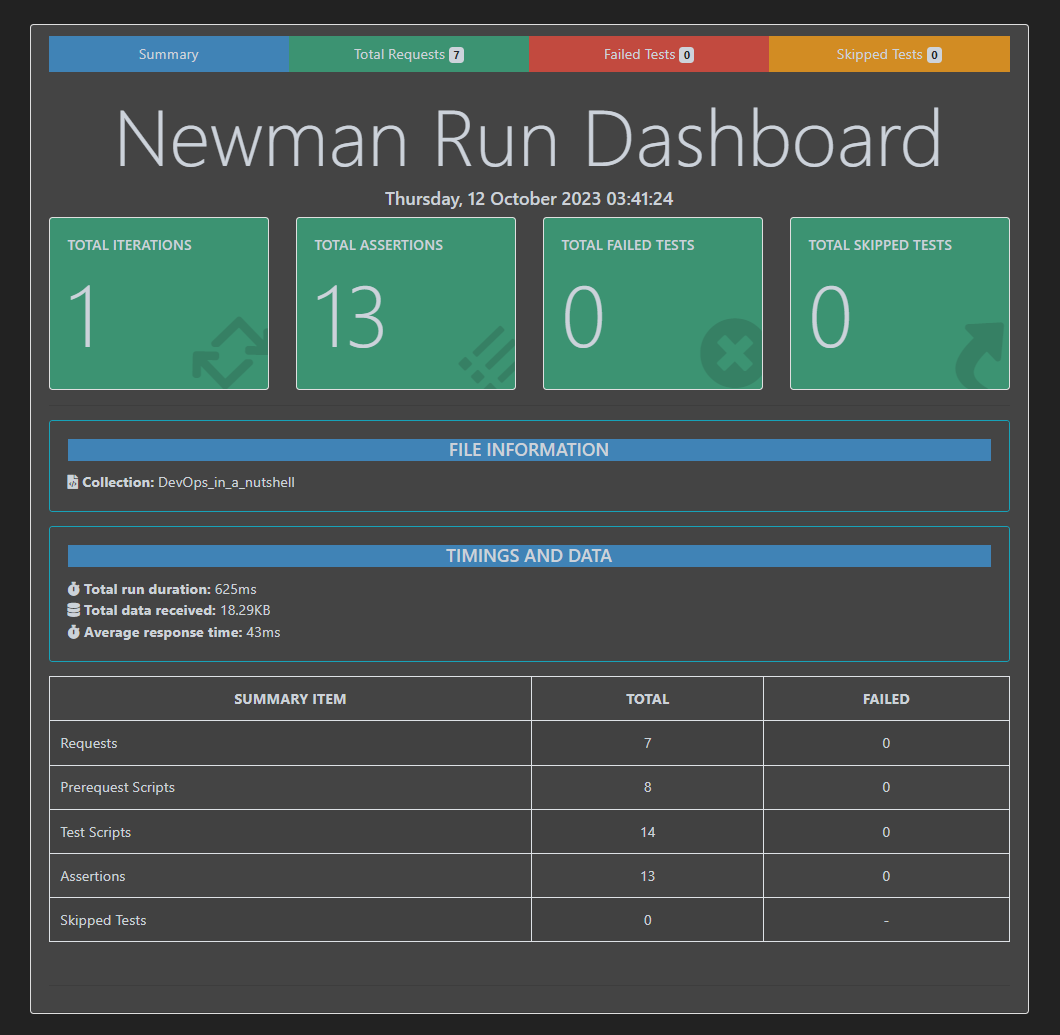 Summary Total Requests 7 Failed Tests 0 Skipped Tests 0
Newman Run Dashboard
Thursday, 12 October 2023 03:41:24
TOTAL ITERATIONS TOTAL ASSERTIONS TOTAL FAILED TESTS TOTAL SKIPPED TESTS
1 13 0 0
FILE INFORMATION
Collection: DevOps_in_a_nutshell
TIMINGS AND DATA
Total run duration: 625ms
Total data received: 18.29KB
Average response time: 43ms
SUMMARY ITEM TOTAL FAILED
Requests 7 0
Prerequest Scripts 8 0
Test Scripts 14 0
Assertions 13 0
Skipped Tests 0 -